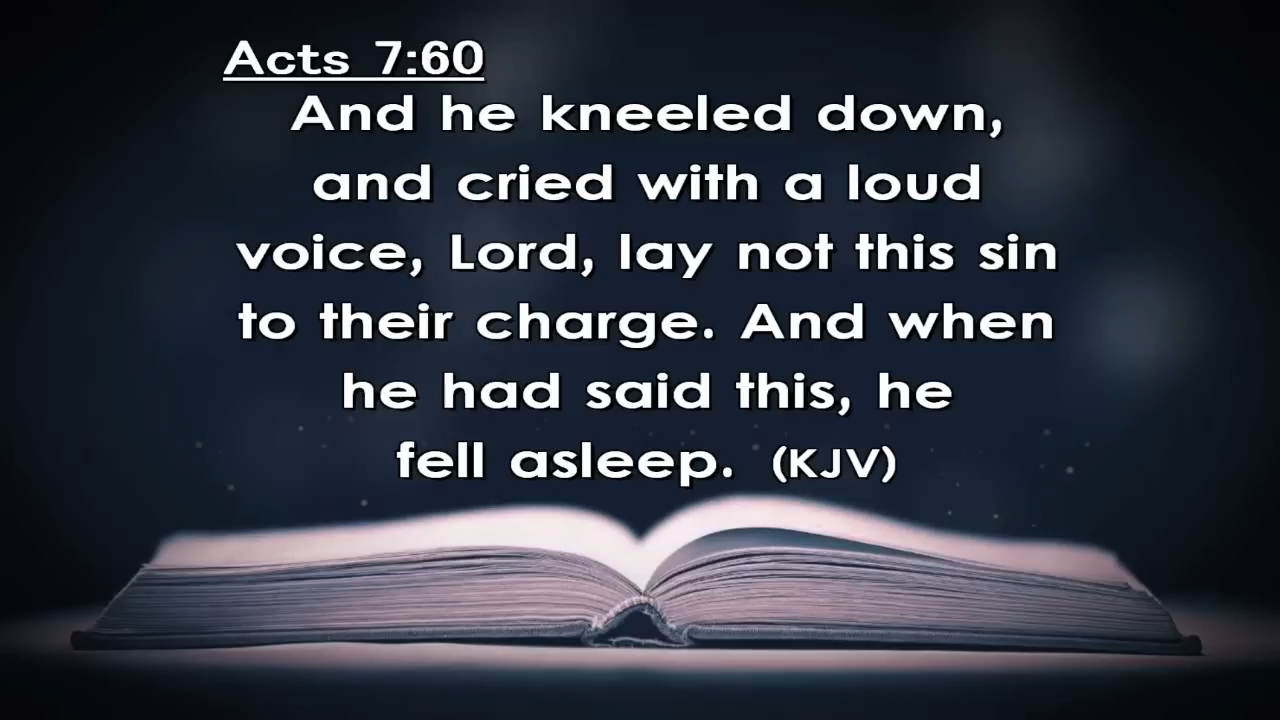 Acts 7:60
And he kneeled down,
and cried with a loud
voice, Lord, lay not this sin
to their charge. And when
he had said this, he
fell asleep. (KJV)